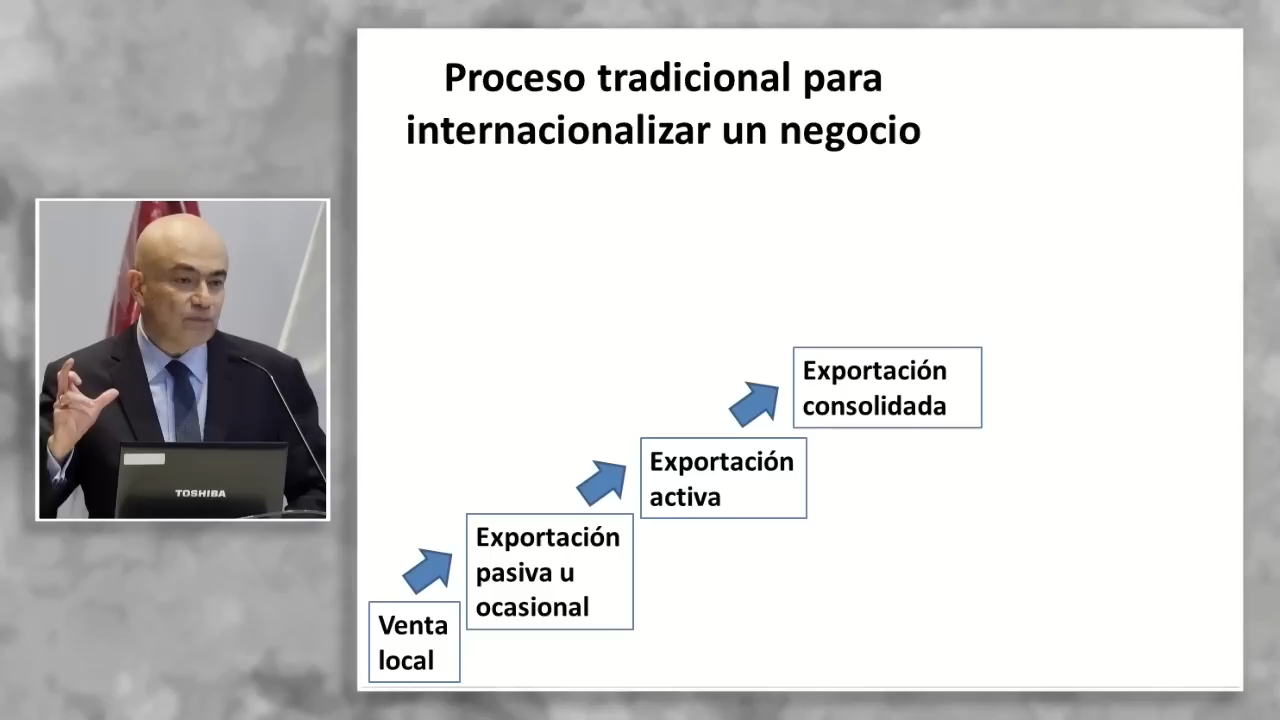 Proceso tradicional para
internacionalizar un negocio
Exportación
consolidada
Exportación
activa
Exportación
pasiva u
ocasional
Venta
local
TOSHIBA